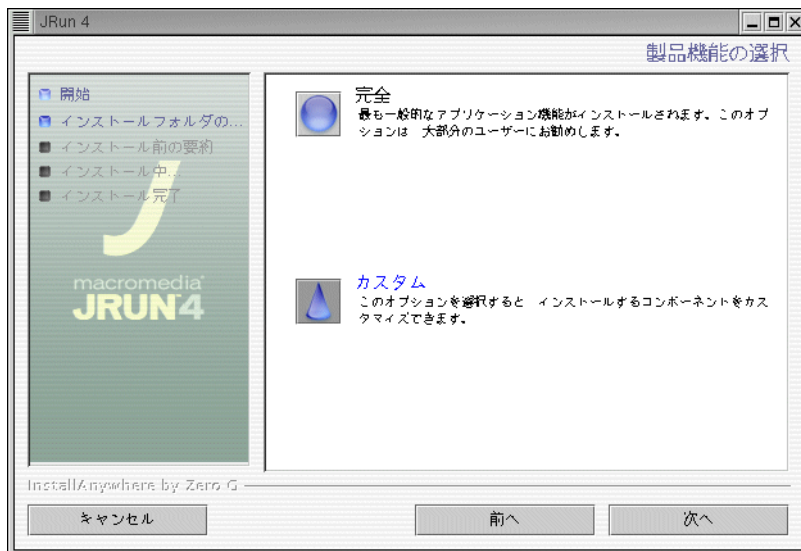 JRun 4
製品機能の選択
開始
インストールフォルダの...
インストール前の要約
インストール中...
インストール完了
macromedia
JRUN 4
完全
最も一般的なアプリケーション機能がインストールされます。このオプ
ションは 大部分のユーザーにお勧めします。
カスタム
このオプションを選択すると インストールするコンポーネントをカス
タマイズできます。
InstallAnywhere by Zero G
キャンセル
前へ
次へ